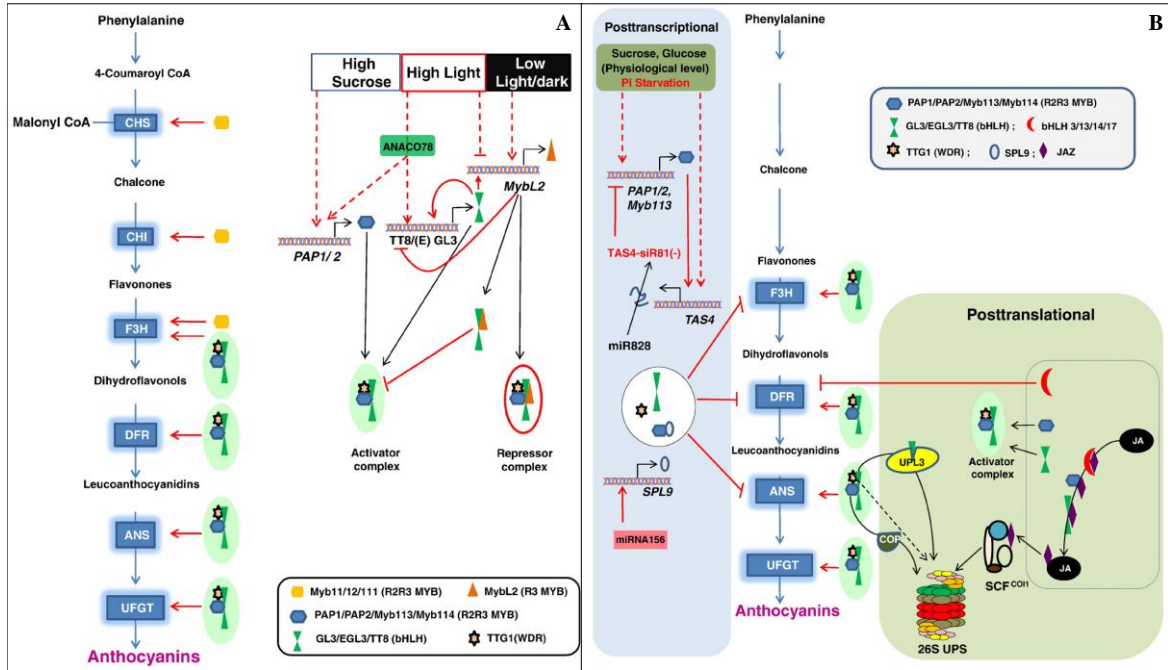 A
Phenylalanine
4-Coumaroyl CoA
Malonyl CoA
CHS
Chalcone
CHI
Flavonones
F3H
Dihydroflavonols
DFR
Leucoanthocyanindins
ANS
UFGT
Anthocyanins
High
Sucrose
High Light
Low
Light/dark
ANACO78
MybL2
PAP1/ 2
TT8/(E) GL3
Activator
complex
Repressor
complex
Myb11/12/111 (R2R3 MYB)
MybL2 (R3 MYB)
PAP1/PAP2/Myb113/Myb114 (R2R3 MYB)
GL3/EGL3/TT8 (bHLH)
TTG1(WDR)
B
Posttranscriptional
Sucrose, Glucose
(Physiological level)
Pi Starvation
PAP1/2,
Myb113
TAS4-siR81(-)
TAS4
miR828
SPL9
miRNA156
Phenylalanine
Chalcone
Flavonones
F3H
Dihydroflavonols
DFR
Leucoanthocyanidins
ANS
UFGT
Anthocyanins
PAP1/PAP2/Myb113/Myb114 (R2R3 MYB)
GL3/EGL3/TT8 (bHLH) ;
bHLH 3/13/14/17
TTG1 (WDR) ;
SPL9 ;
JAZ
Posttranslational
Activator
complex
JA
UPL3
COP
JA
SCF COI1
26S UPS